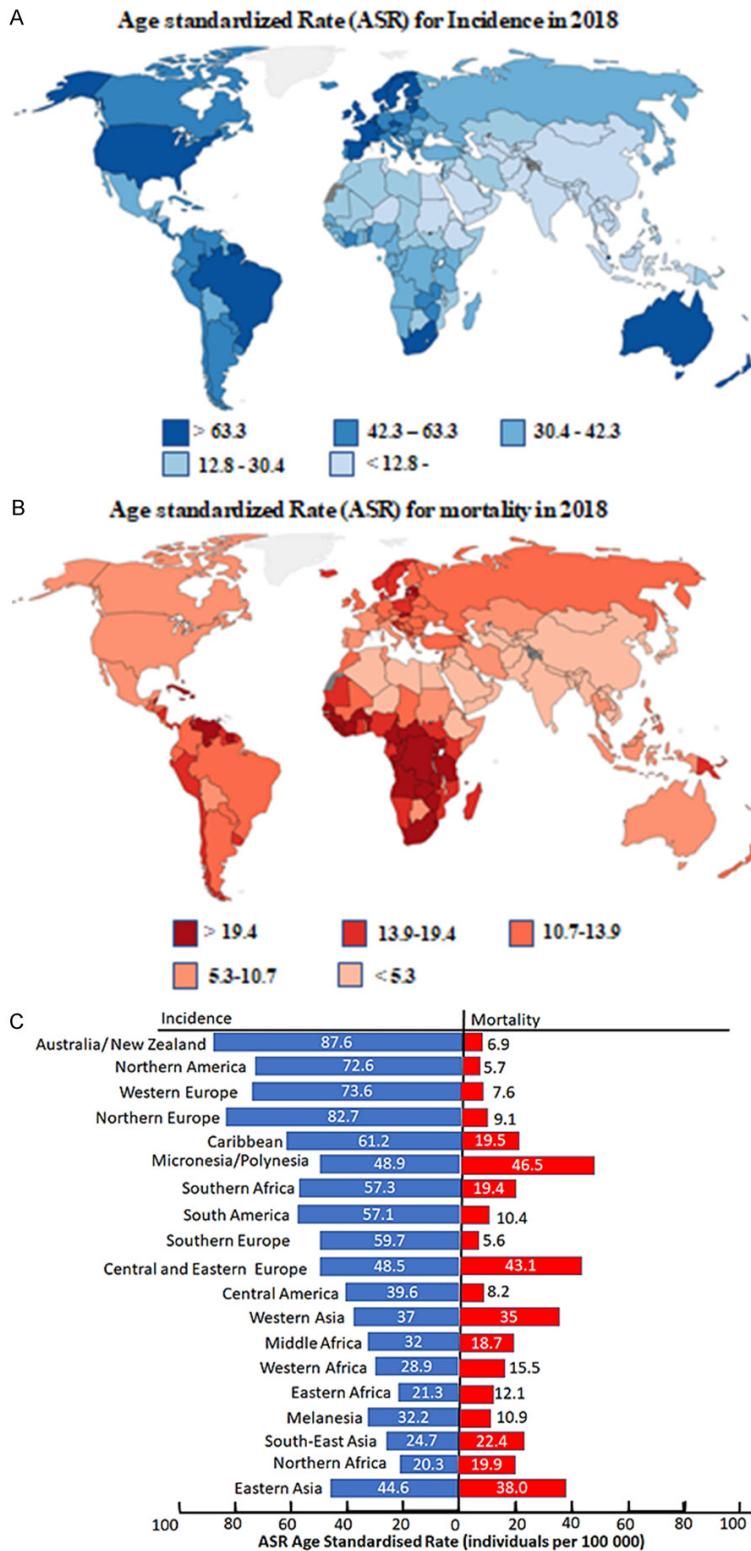 A
Age standardized Rate (ASR) for Incidence in 2018
> 63.3 42.3 – 63.3 30.4 - 42.3
12.8 - 30.4 < 12.8 -
B
Age standardized Rate (ASR) for mortality in 2018
> 19.4 13.9-19.4 10.7-13.9
5.3-10.7 < 5.3
C
Incidence Mortality
Australia/New Zealand 87.6 6.9
Northern America 72.6 5.7
Western Europe 73.6 7.6
Northern Europe 82.7 9.1
Caribbean 61.2 19.5
Micronesia/Polynesia 48.9 46.5
Southern Africa 57.3 19.4
South America 57.1 10.4
Southern Europe 59.7 5.6
Central and Eastern Europe 48.5 43.1
Central America 39.6 8.2
Western Asia 37 35
Middle Africa 32 18.7
Western Africa 28.9 15.5
Eastern Africa 21.3 12.1
Melanesia 32.2 10.9
South-East Asia 24.7 22.4
Northern Africa 20.3 19.9
Eastern Asia 44.6 38.0
100 80 60 40 20 0 20 40 60 80 100
ASR Age Standardised Rate (individuals per 100 000)